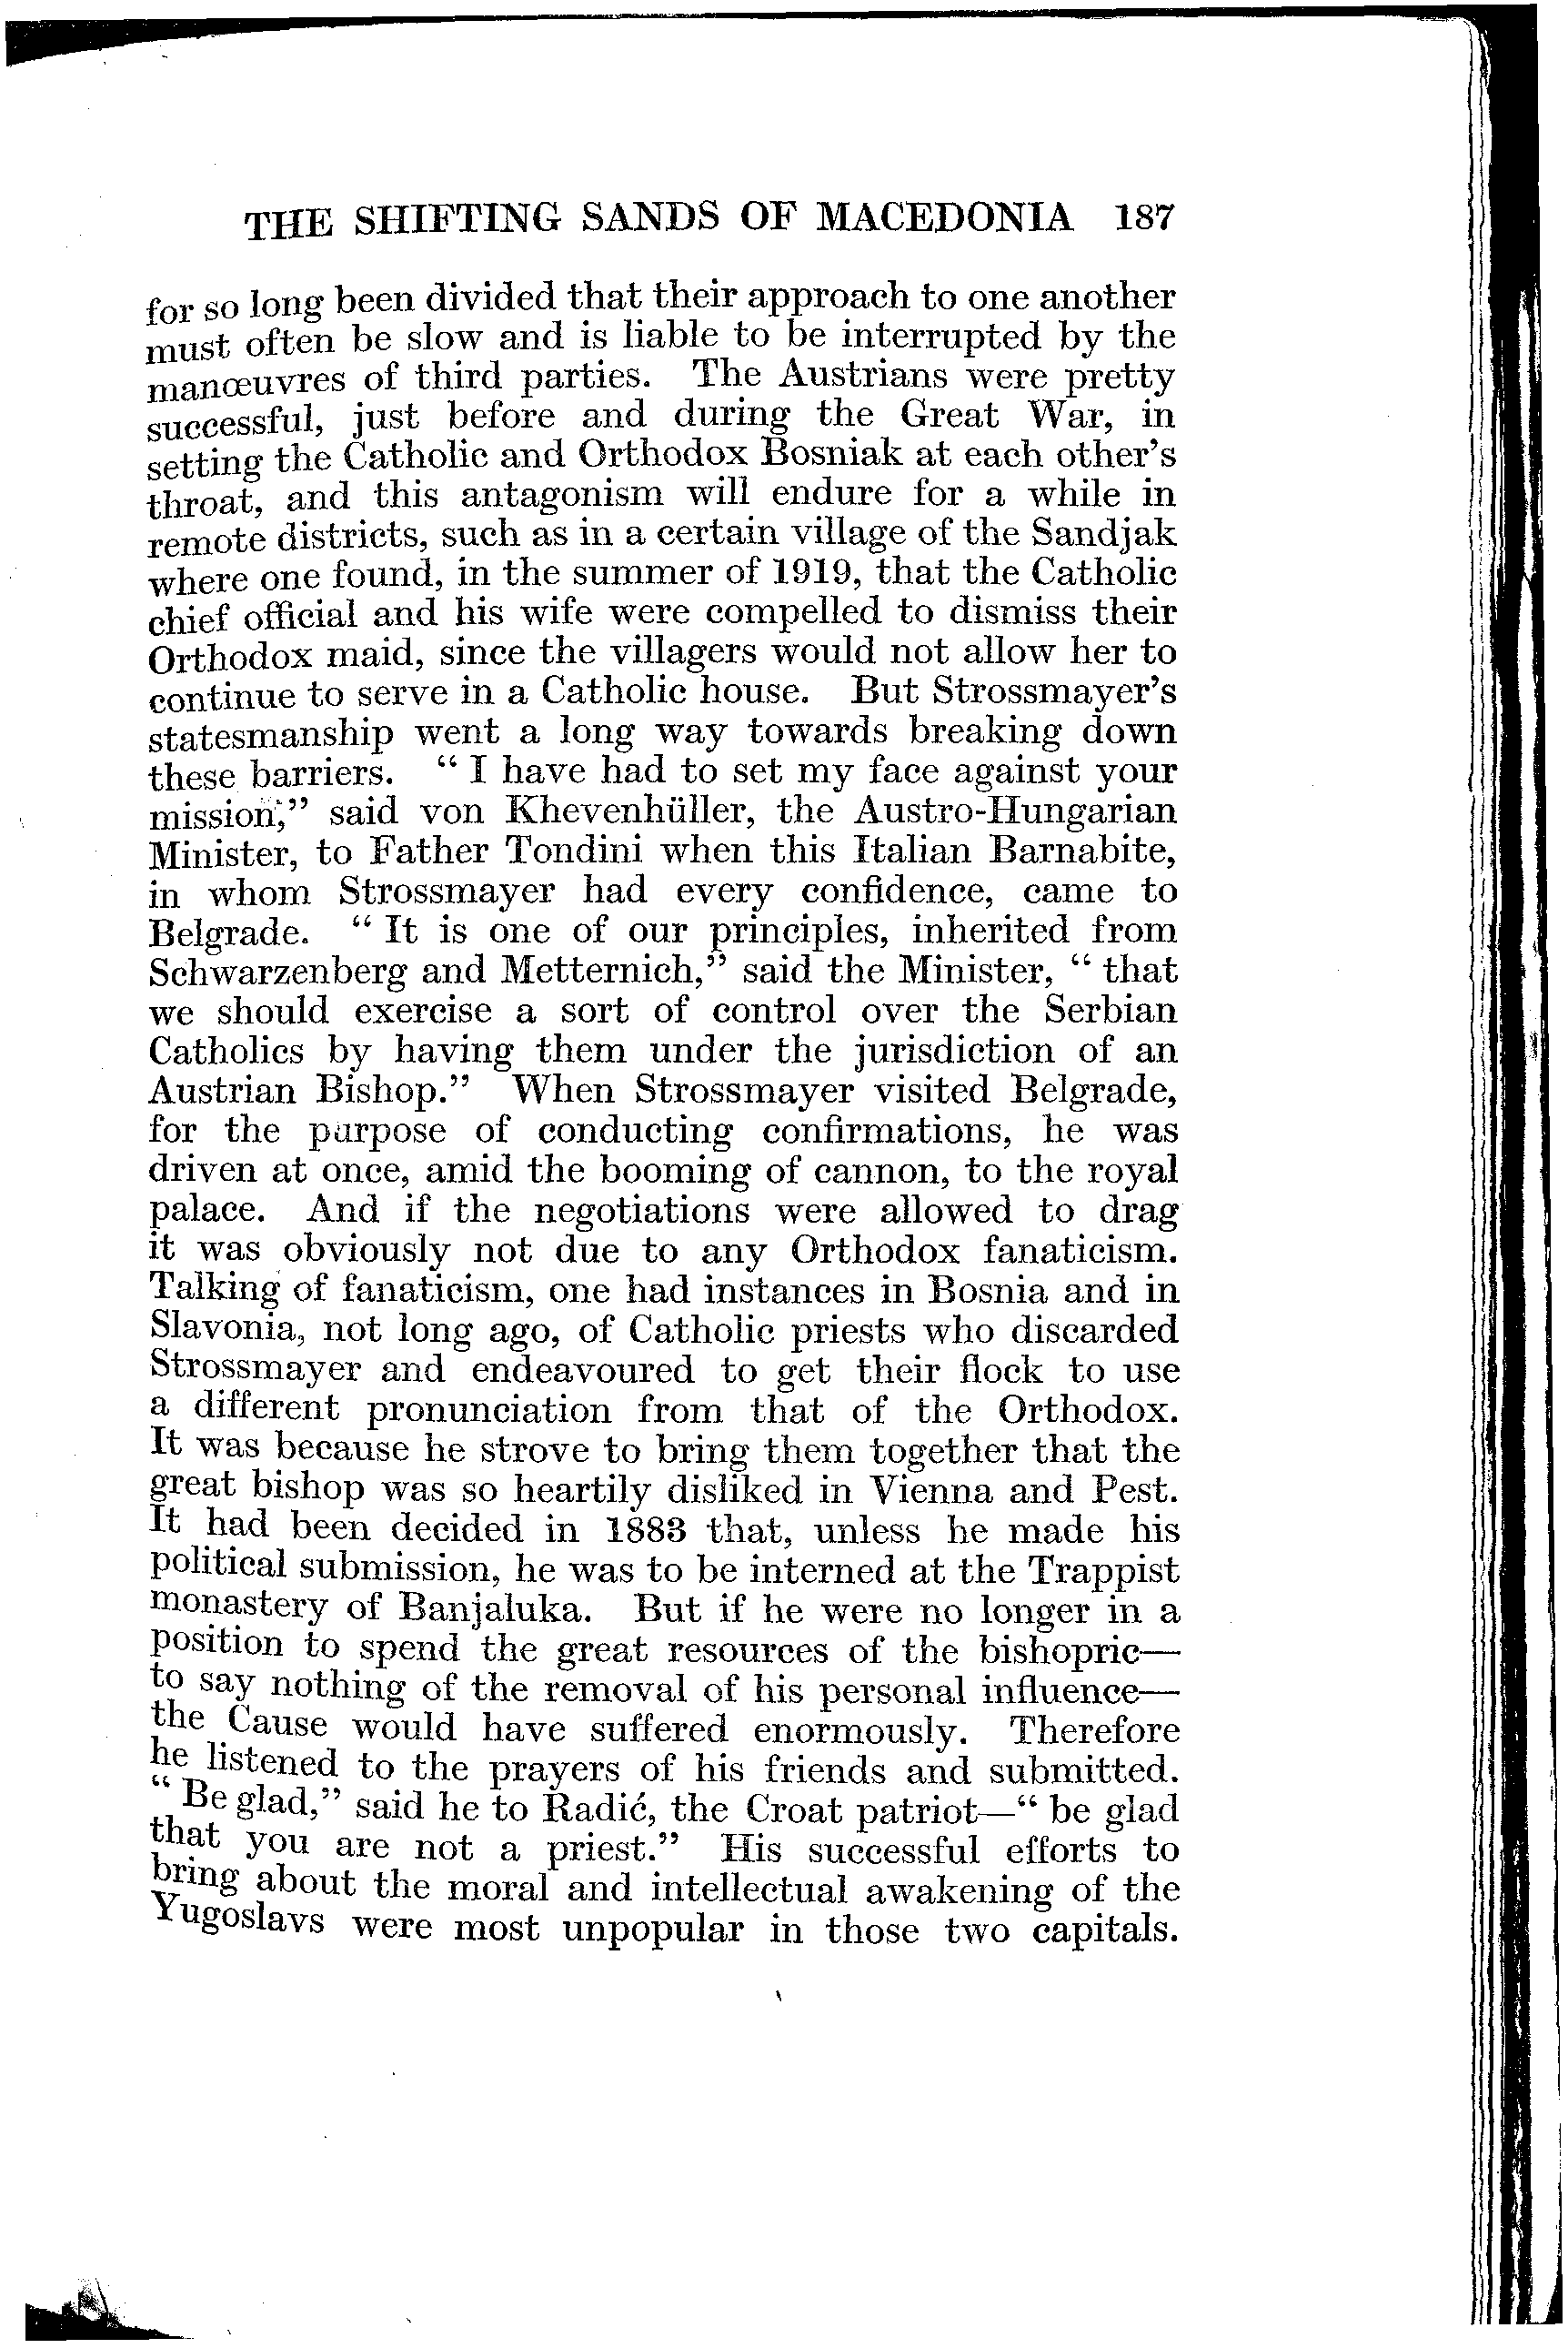 THE SHIFTING SANDS OF MACEDONIA 187
for so long been divided that their approach to one another
must often be slow and is liable to be interrupted by the
manœuvres of third parties. The Austrians were pretty
successful, just before and during the Great War, in
setting the Catholic and Orthodox Bosniak at each other's
throat, and this antagonism will endure for a while in
remote districts, such as in a certain village of the Sandjak
where one found, in the summer of 1919, that the Catholic
chief official and his wife were compelled to dismiss their
Orthodox maid, since the villagers would not allow her to
continue to serve in a Catholic house. But Strossmayer's
statesmanship went a long way towards breaking down
these barriers. “ I have had to set my face against your
mission,” said von Khevenhüller, the Austro-Hungarian
Minister, to Father Tondini when this Italian Barnabite,
in whom Strossmayer had every confidence, came to
Belgrade. “ It is one of our principles, inherited from
Schwarzenberg and Metternich,” said the Minister, “ that
we should exercise a sort of control over the Serbian
Catholics by having them under the jurisdiction of an
Austrian Bishop.” When Strossmayer visited Belgrade,
for the purpose of conducting confirmations, he was
driven at once, amid the booming of cannon, to the royal
palace. And if the negotiations were allowed to drag
it was obviously not due to any Orthodox fanaticism.
Talking of fanaticism, one had instances in Bosnia and in
Slavonia, not long ago, of Catholic priests who discarded
Strossmayer and endeavoured to get their flock to use
a different pronunciation from that of the Orthodox.
It was because he strove to bring them together that the
great bishop was so heartily disliked in Vienna and Pest.
It had been decided in 1883 that, unless he made his
political submission, he was to be interned at the Trappist
monastery of Banjaluka. But if he were no longer in a
position to spend the great resources of the bishopric—
to say nothing of the removal of his personal influence—
the Cause would have suffered enormously. Therefore
he listened to the prayers of his friends and submitted.
“ Be glad,” said he to Radić, the Croat patriot—“ be glad
that you are not a priest.” His successful efforts to
bring about the moral and intellectual awakening of the
Yugoslavs were most unpopular in those two capitals.